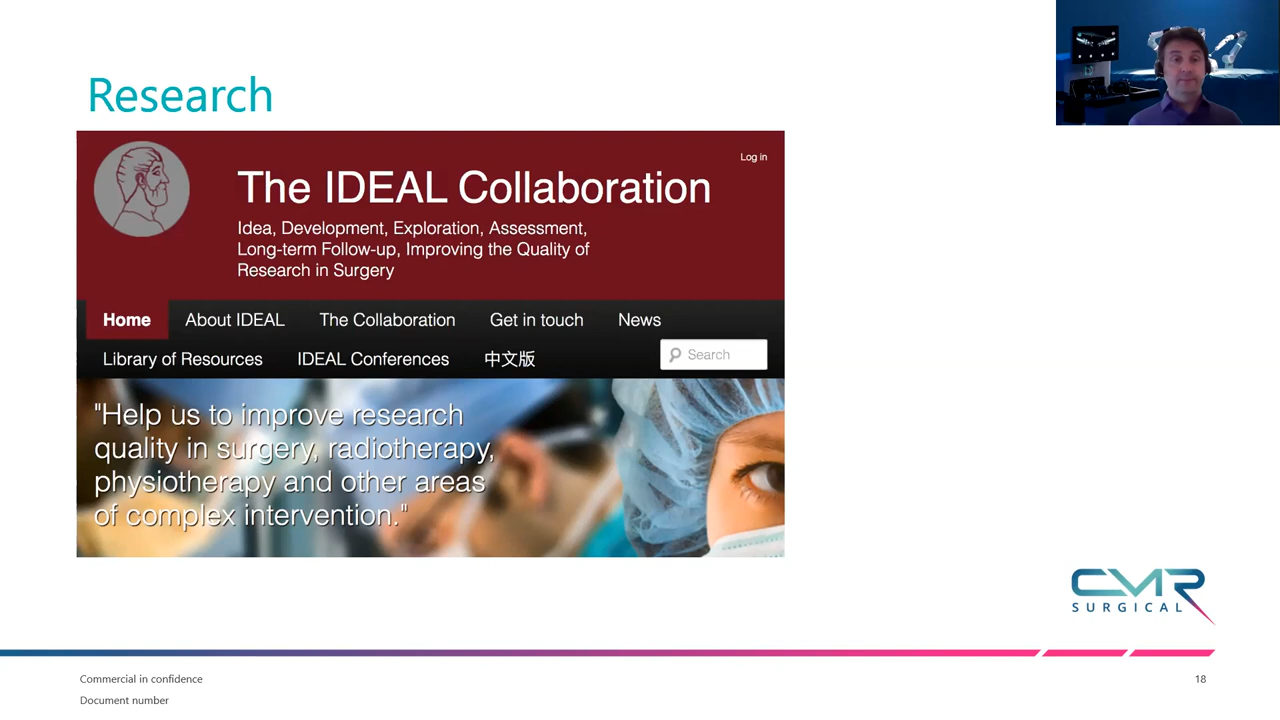 Research
Log in
The IDEAL Collaboration
Idea, Development, Exploration, Assessment,
Long-term Follow-up, Improving the Quality of
Research in Surgery
Home About IDEAL The Collaboration Get in touch News
Library of Resources IDEAL Conferences 中文版 Search
"Help us to improve research
quality in surgery, radiotherapy,
physiotherapy and other areas
of complex intervention."
CMR
SURGICAL
Commercial in confidence 18
Document number